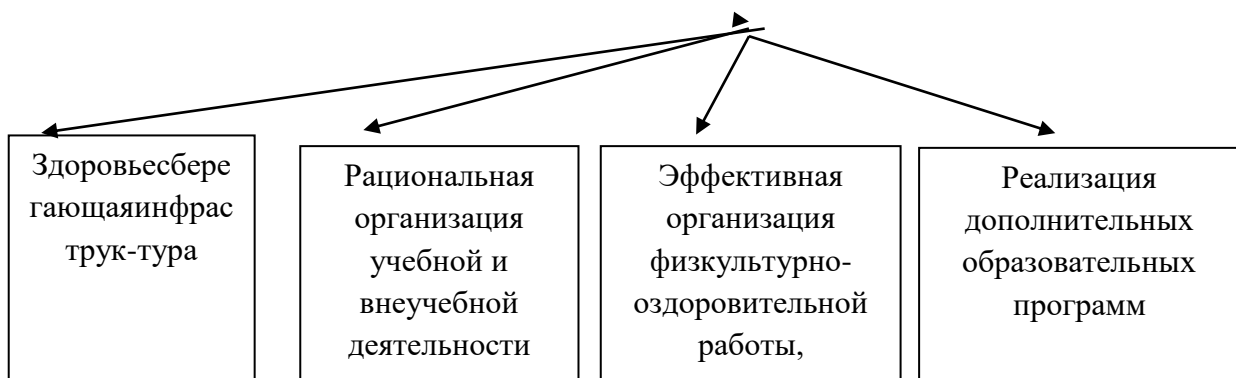 Здоровьесбере
гающаяинфрас
трук-тура
Рациональная
организация
учебной и
внеучебной
деятельности
Эффективная
организация
физкультурно-
оздоровительной
работы,
Реализация
дополнительных
образовательных
программ